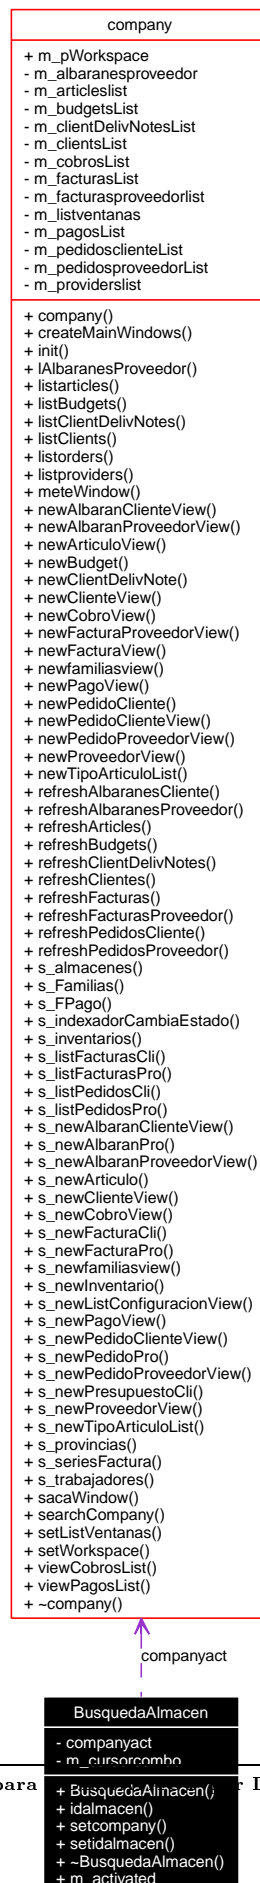 company
+ m_pWorkspace
- m_albaranesproveedor
- m_articleslist
- m_budgetsList
- m_clientDelivNotesList
- m_clientsList
- m_cobrosList
- m_facturasList
- m_facturasproveedorlist
- m_listventanas
- m_pagosList
- m_pedidosclienteList
- m_pedidosproveedorList
- m_providerslist
+ company()
+ createMainWindows()
+ init()
+ lAlbaranesProveedor()
+ listarticles()
+ listBudgets()
+ listClientDelivNotes()
+ listClients()
+ listorders()
+ listproviders()
+ meteWindow()
+ newAlbaranClienteView()
+ newAlbaranProveedorView()
+ newArticuloView()
+ newBudget()
+ newClientDelivNote()
+ newClienteView()
+ newCobroView()
+ newFacturaProveedorView()
+ newFacturaView()
+ newfamiliasview()
+ newPagoView()
+ newPedidoCliente()
+ newPedidoClienteView()
+ newPedidoProveedorView()
+ newProveedorView()
+ newTipoArticuloList()
+ refreshAlbaranesCliente()
+ refreshAlbaranesProveedor()
+ refreshArticles()
+ refreshBudgets()
+ refreshClientDelivNotes()
+ refreshClientes()
+ refreshFacturas()
+ refreshFacturasProveedor()
+ refreshPedidosCliente()
+ refreshPedidosProveedor()
+ s_almacenes()
+ s_Familias()
+ s_FPago()
+ s_indexadorCambiaEstado()
+ s_inventarios()
+ s_listFacturasCli()
+ s_listFacturasPro()
+ s_listPedidosCli()
+ s_listPedidosPro()
+ s_newAlbaranClienteView()
+ s_newAlbaranPro()
+ s_newAlbaranProveedorView()
+ s_newArticulo()
+ s_newClienteView()
+ s_newCobroView()
+ s_newFacturaCli()
+ s_newFacturaPro()
+ s_newfamiliasview()
+ s_newInventario()
+ s_newListConfiguracionView()
+ s_newPagoView()
+ s_newPedidoClienteView()
+ s_newPedidoPro()
+ s_newPedidoProveedorView()
+ s_newPresupuestoCli()
+ s_newProveedorView()
+ s_newTipoArticuloList()
+ s_provincias()
+ s_seriesFactura()
+ s_trabajadores()
+ sacaWindow()
+ searchCompany()
+ setListVentanas()
+ setWorkspace()
+ viewCobrosList()
+ viewPagosList()
+ ~company()
companyact
BusquedaAlmacen
- companyact
- m_cursorcombo
para
+ BusquedaAlmacen()
+ idalmacen()
+ setcompany()
+ setidalmacen()
+ ~BusquedaAlmacen()
+ m_activated